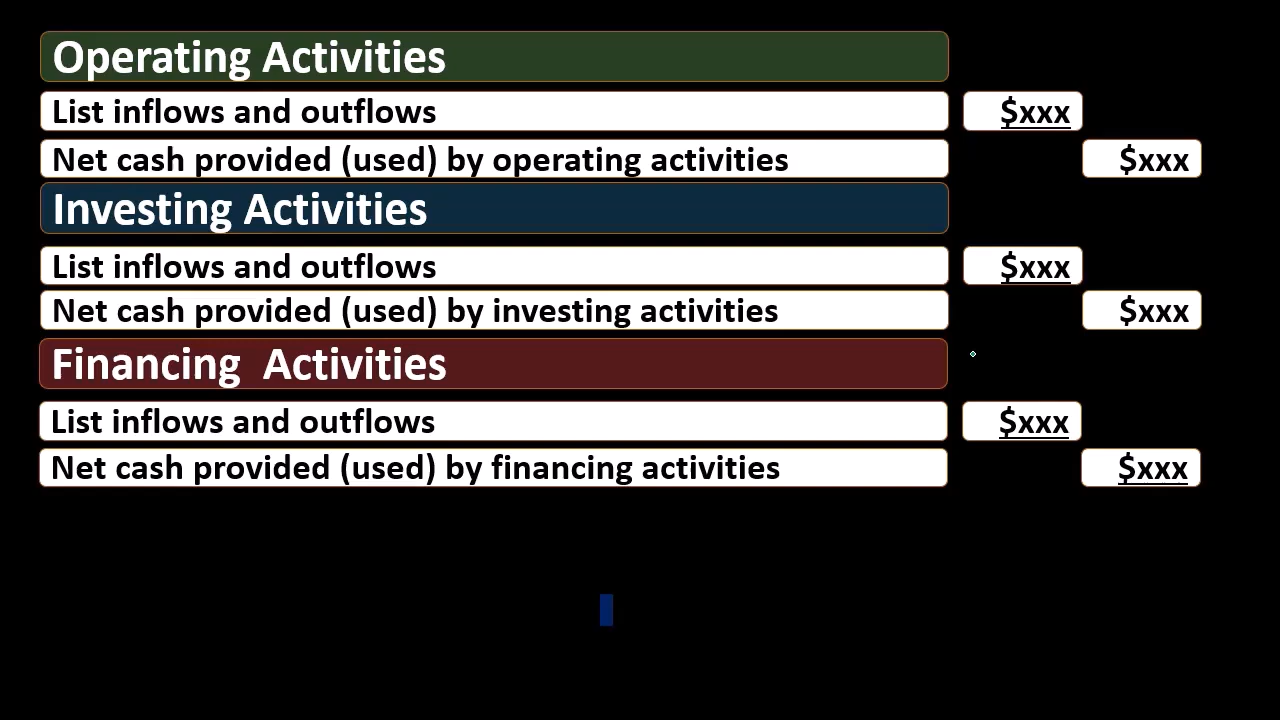 Operating Activities
List inflows and outflows $xxx
Net cash provided (used) by operating activities $xxx
Investing Activities
List inflows and outflows $xxx
Net cash provided (used) by investing activities $xxx
Financing  Activities
List inflows and outflows $xxx
Net cash provided (used) by financing activities $xxx